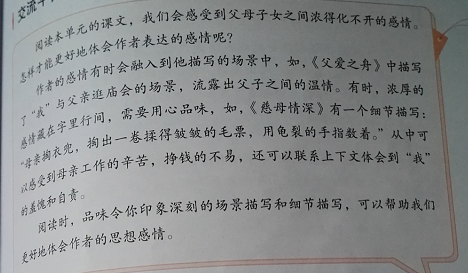 交流
阅读本单元的课文，我们会感受到父母子女之间浓得化不开的感情。
怎样才能更好地体会作者表达的感情呢？
作者的感情有时会融入到他描写的场景中，如，《父爱之舟》中描写
了“我”与父亲逛庙会的场景，流露出父子之间的温情。有时，浓厚的
感情藏在字里行间，需要用心品味，如，《慈母情深》有一个细节描写：
“母亲掏衣兜，掏出一卷揉得皱皱的毛票，用龟裂的手指数着。”从中可
以感受到母亲工作的辛苦，挣钱的不易，还可以联系上下文体会到“我”
的羞愧和自责。
阅读时，品味令你印象深刻的场景描写和细节描写，可以帮助我们
更好地体会作者的思想感情。